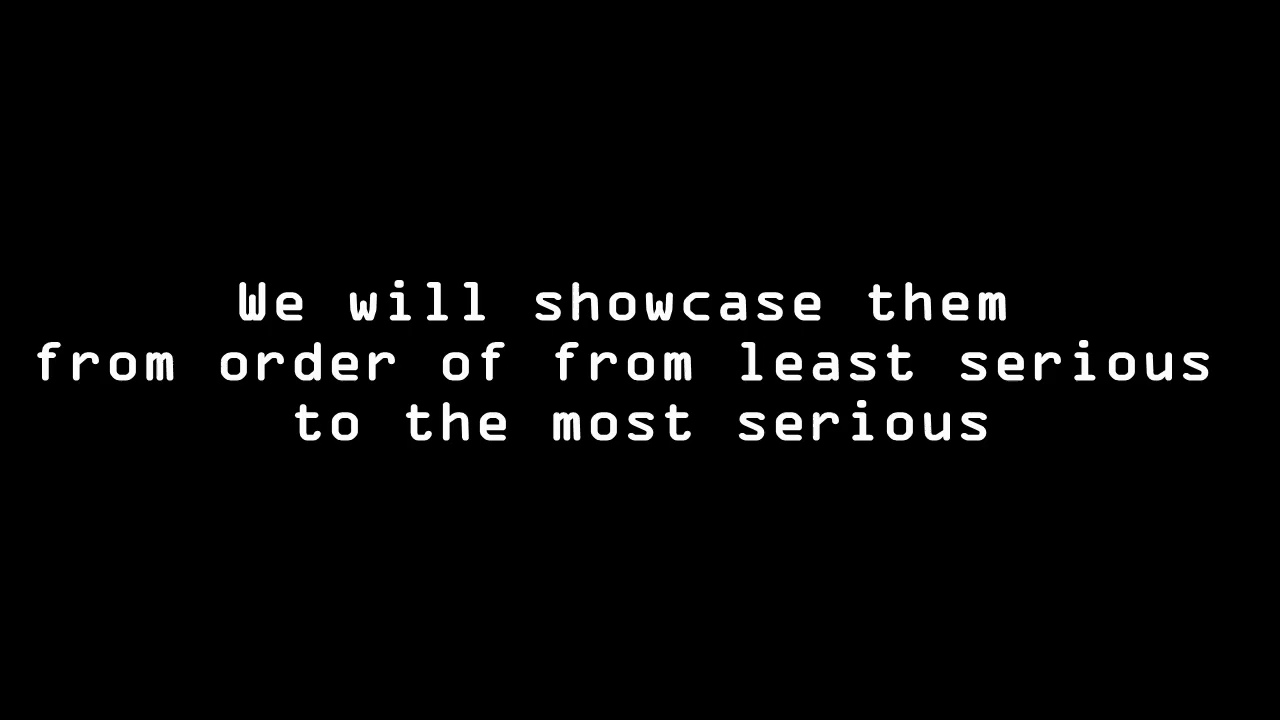 We will showcase them
from order of from least serious
to the most serious